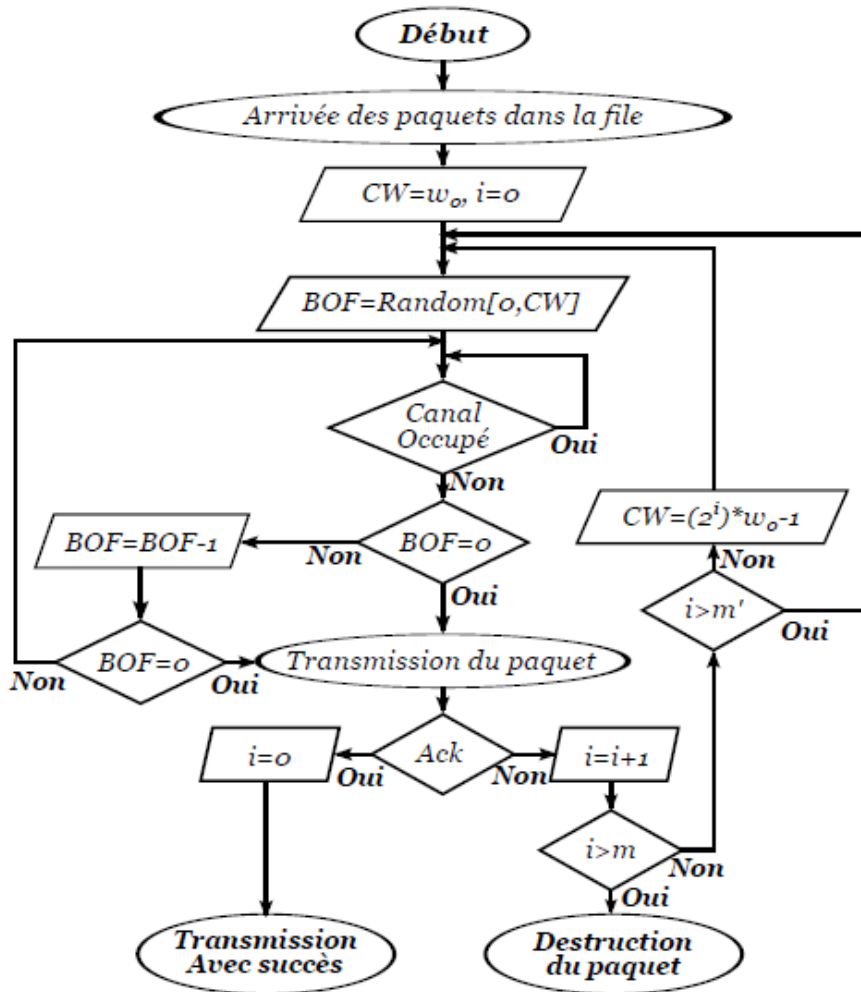 Début
Arrivée des paquets dans la file
CW=w₀, i=0
BOF=Random[0,CW]
Canal
Occupé
Oui
Non
CW=(2ⁱ)*w₀-1
BOF=BOF-1
Non
BOF=0
Non
Oui
i>m'
Oui
BOF=0
Non
Oui
Transmission du paquet
i=0
Oui
Ack
Non
i=i+1
i>m
Non
Oui
Transmission
Avec succès
Destruction
du paquet